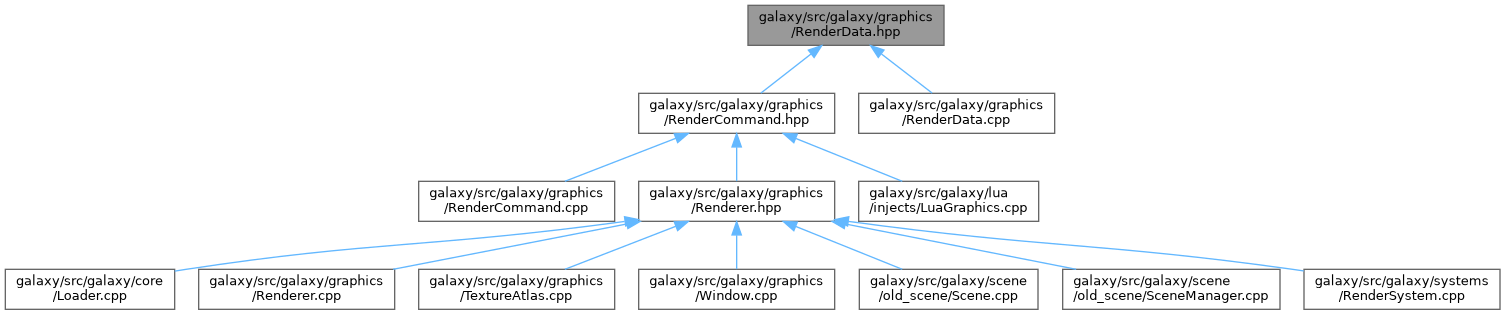 galaxy/src/galaxy/graphics
/RenderData.hpp
galaxy/src/galaxy/graphics
/RenderCommand.hpp
galaxy/src/galaxy/graphics
/RenderData.cpp
galaxy/src/galaxy/graphics
/RenderCommand.cpp
galaxy/src/galaxy/graphics
/Renderer.hpp
galaxy/src/galaxy/lua
/injects/LuaGraphics.cpp
galaxy/src/galaxy/core
/Loader.cpp
galaxy/src/galaxy/graphics
/Renderer.cpp
galaxy/src/galaxy/graphics
/TextureAtlas.cpp
galaxy/src/galaxy/graphics
/Window.cpp
galaxy/src/galaxy/scene
/old_scene/Scene.cpp
galaxy/src/galaxy/scene
/old_scene/SceneManager.cpp
galaxy/src/galaxy/systems
/RenderSystem.cpp